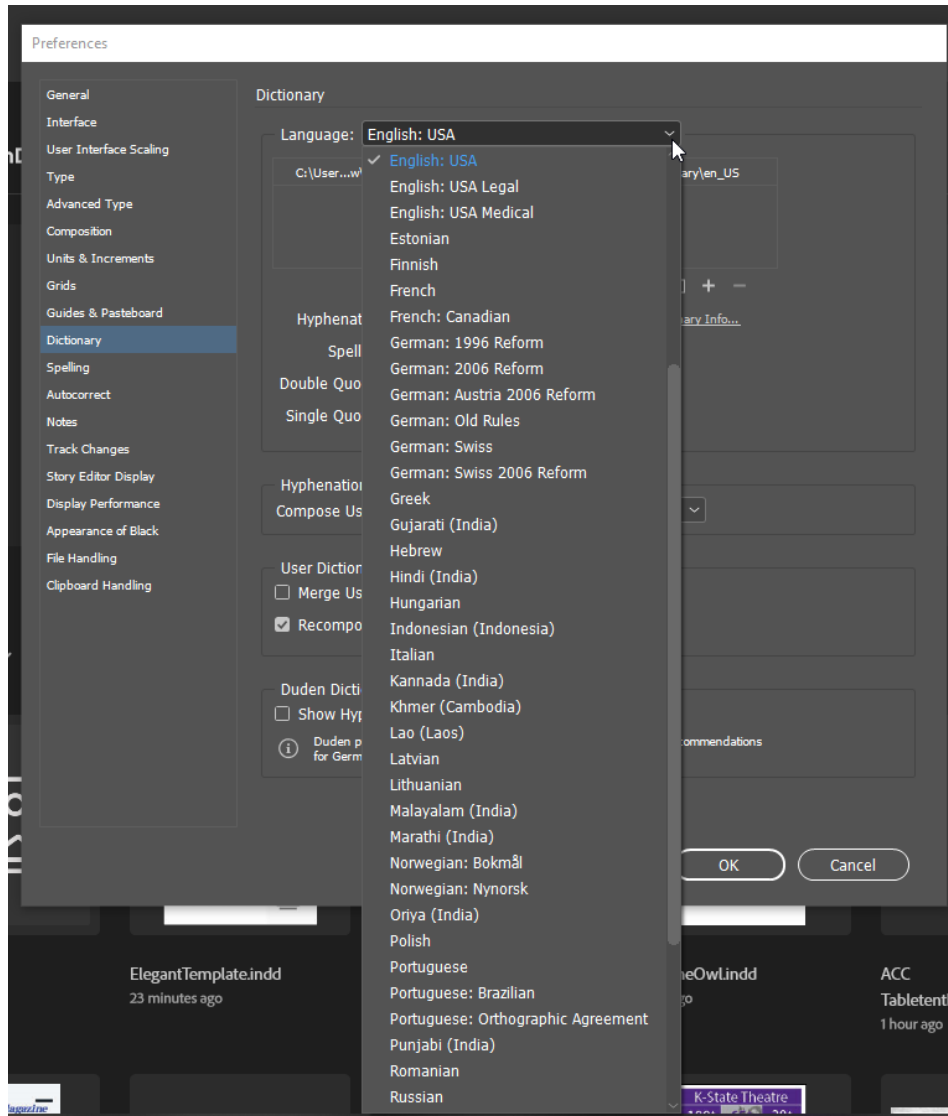 Preferences
General
Interface
User Interface Scaling
Type
Advanced Type
Composition
Units & Increments
Grids
Guides & Pasteboard
Dictionary
Spelling
Autocorrect
Notes
Track Changes
Story Editor Display
Display Performance
Appearance of Black
File Handling
Clipboard Handling
Dictionary
Language: English: USA
C:\User...w\ ary\en_US
Hyphenat ary Info...
Spell
Double Quo
Single Quo
Hyphenation
Compose Us
User Diction
Merge Us
Recompo
Duden Dicti
Show Hyp
Duden p ommendations
for Germ
English: USA
English: USA Legal
English: USA Medical
Estonian
Finnish
French
French: Canadian
German: 1996 Reform
German: 2006 Reform
German: Austria 2006 Reform
German: Old Rules
German: Swiss
German: Swiss 2006 Reform
Greek
Gujarati (India)
Hebrew
Hindi (India)
Hungarian
Indonesian (Indonesia)
Italian
Kannada (India)
Khmer (Cambodia)
Lao (Laos)
Latvian
Lithuanian
Malayalam (India)
Marathi (India)
Norwegian: Bokmål
Norwegian: Nynorsk
Oriya (India)
Polish
Portuguese
Portuguese: Brazilian
Portuguese: Orthographic Agreement
Punjabi (India)
Romanian
Russian
OK Cancel
ElegantTemplate.indd
23 minutes ago
neOwl.indd
go
ACC
Tabletent
1 hour ago
agazine
K-State Theatre